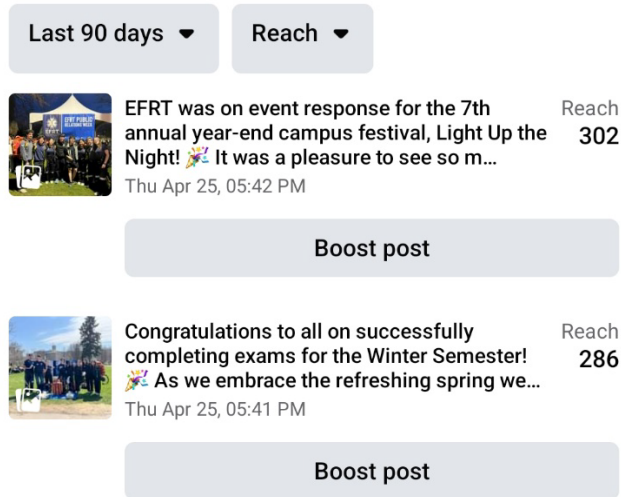 Last 90 days
Reach
EFRT was on event response for the 7th
annual year-end campus festival, Light Up the
Night! 🎉 It was a pleasure to see so m...
Thu Apr 25, 05:42 PM
Reach
302
Boost post
Congratulations to all on successfully
completing exams for the Winter Semester!
🎉 As we embrace the refreshing spring we...
Thu Apr 25, 05:41 PM
Reach
286
Boost post